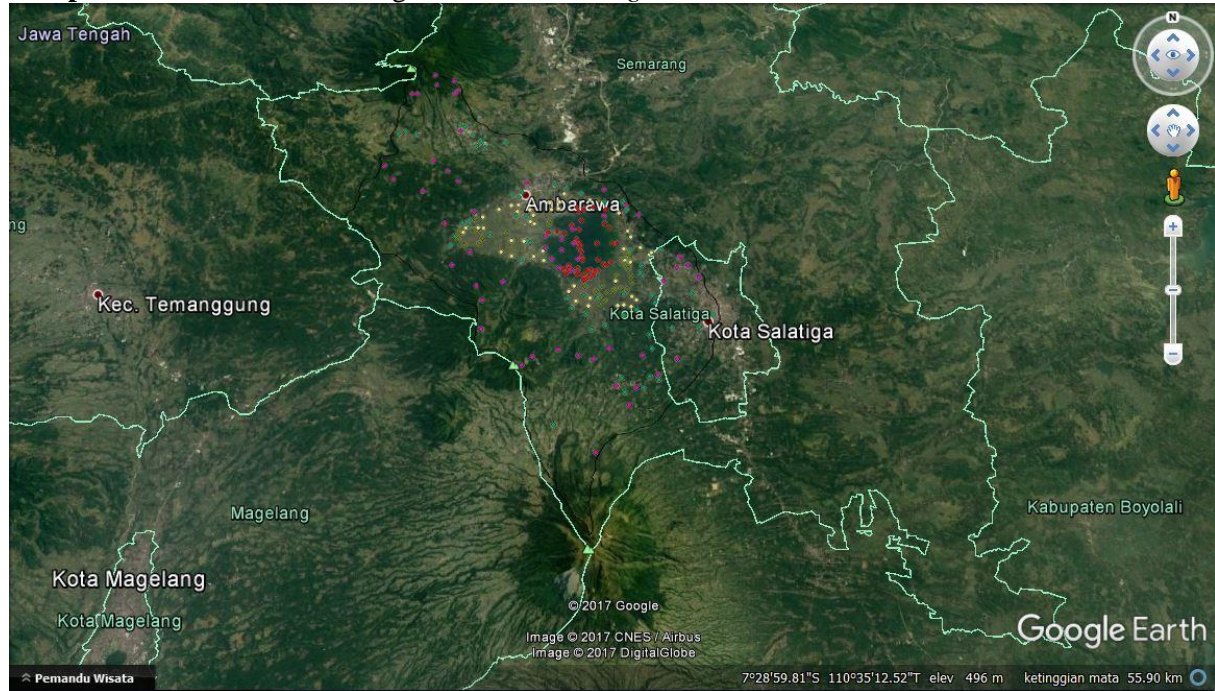 Jawa Tengah
Semarang
N
Ambarawa
ng
Kec. Temanggung
Kota Salatiga
Kota Salatiga
Magelang
Kabupaten Boyolali
Kota Magelang
Kota Magelang
© 2017 Google
Image © 2017 CNES / Airbus
Image © 2017 DigitalGlobe
Google Earth
Pemandu Wisata
7°28'59.81"S 110°35'12.52"T elev 496 m ketinggian mata 55.90 km